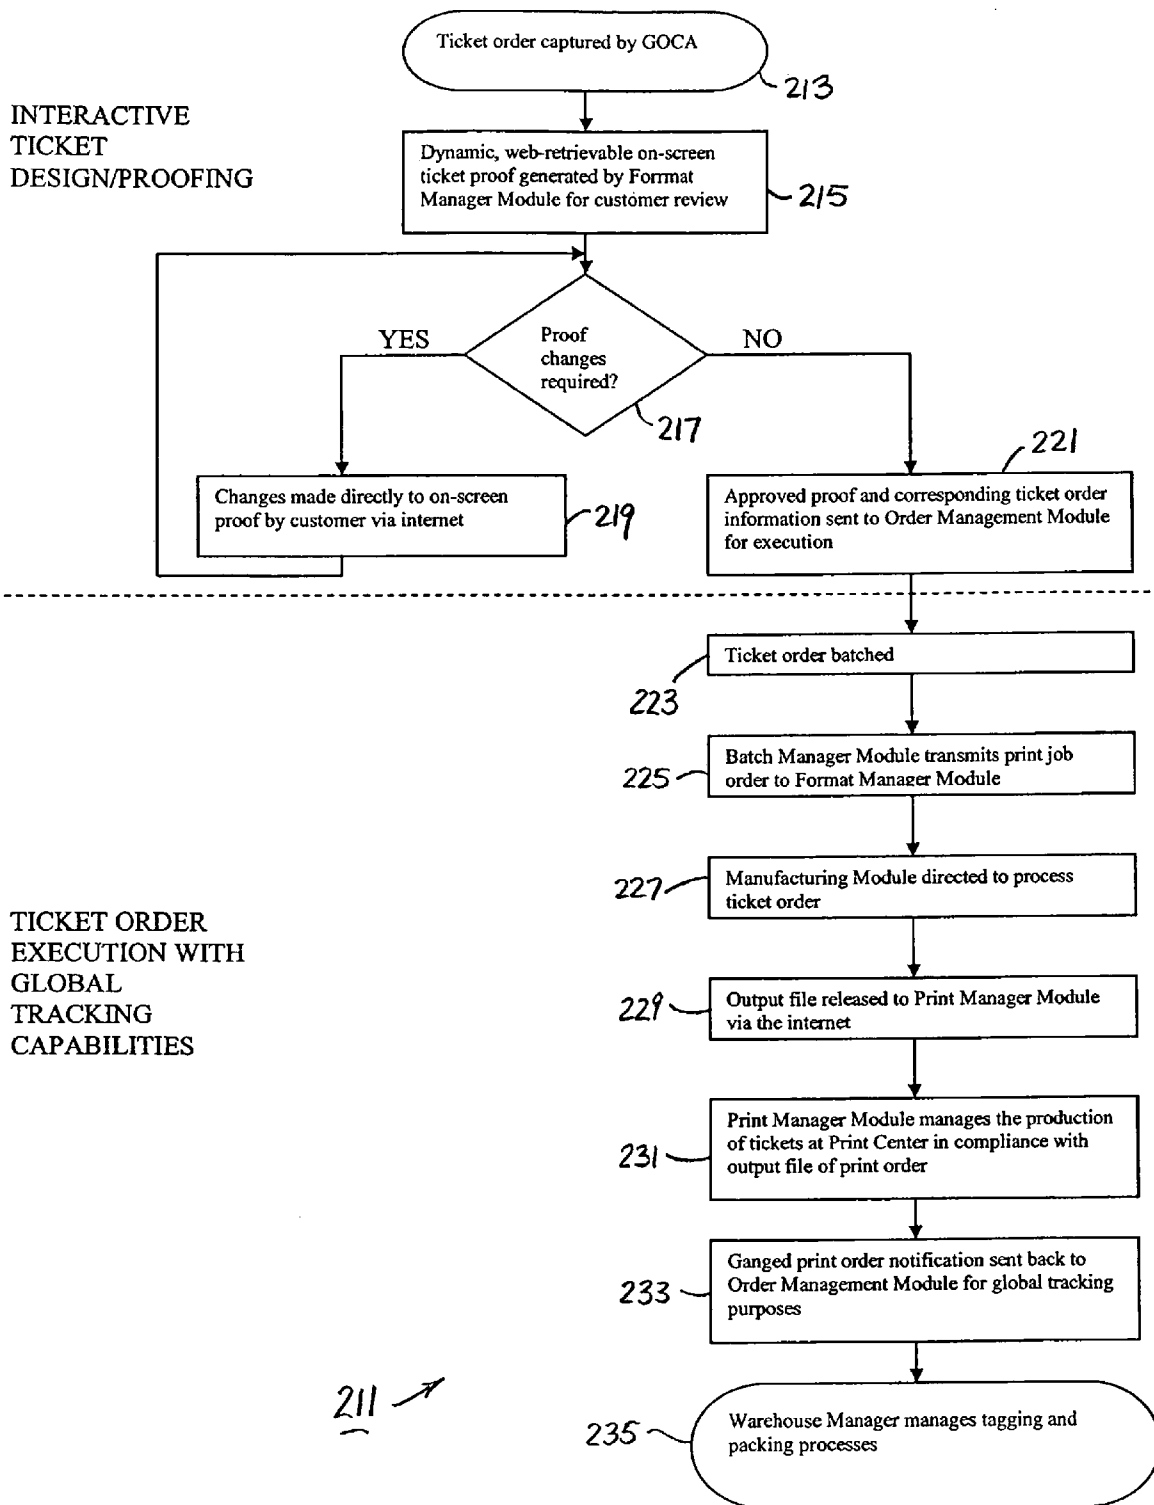 Ticket order captured by GOCA
213
INTERACTIVE
TICKET
DESIGN/PROOFING
Dynamic, web-retrievable on-screen
ticket proof generated by Forrmat
Manager Module for customer review
215
YES
Proof
changes
required?
NO
217
221
Changes made directly to on-screen
proof by customer via internet
219
Approved proof and corresponding ticket order
information sent to Order Management Module
for execution
Ticket order batched
223
Batch Manager Module transmits print job
order to Format Manager Module
225
Manufacturing Module directed to process
ticket order
227
TICKET ORDER
EXECUTION WITH
GLOBAL
TRACKING
CAPABILITIES
Output file released to Print Manager Module
via the internet
229
Print Manager Module manages the production
of tickets at Print Center in compliance with
output file of print order
231
Ganged print order notification sent back to
Order Management Module for global tracking
purposes
233
211
Warehouse Manager manages tagging and
packing processes
235